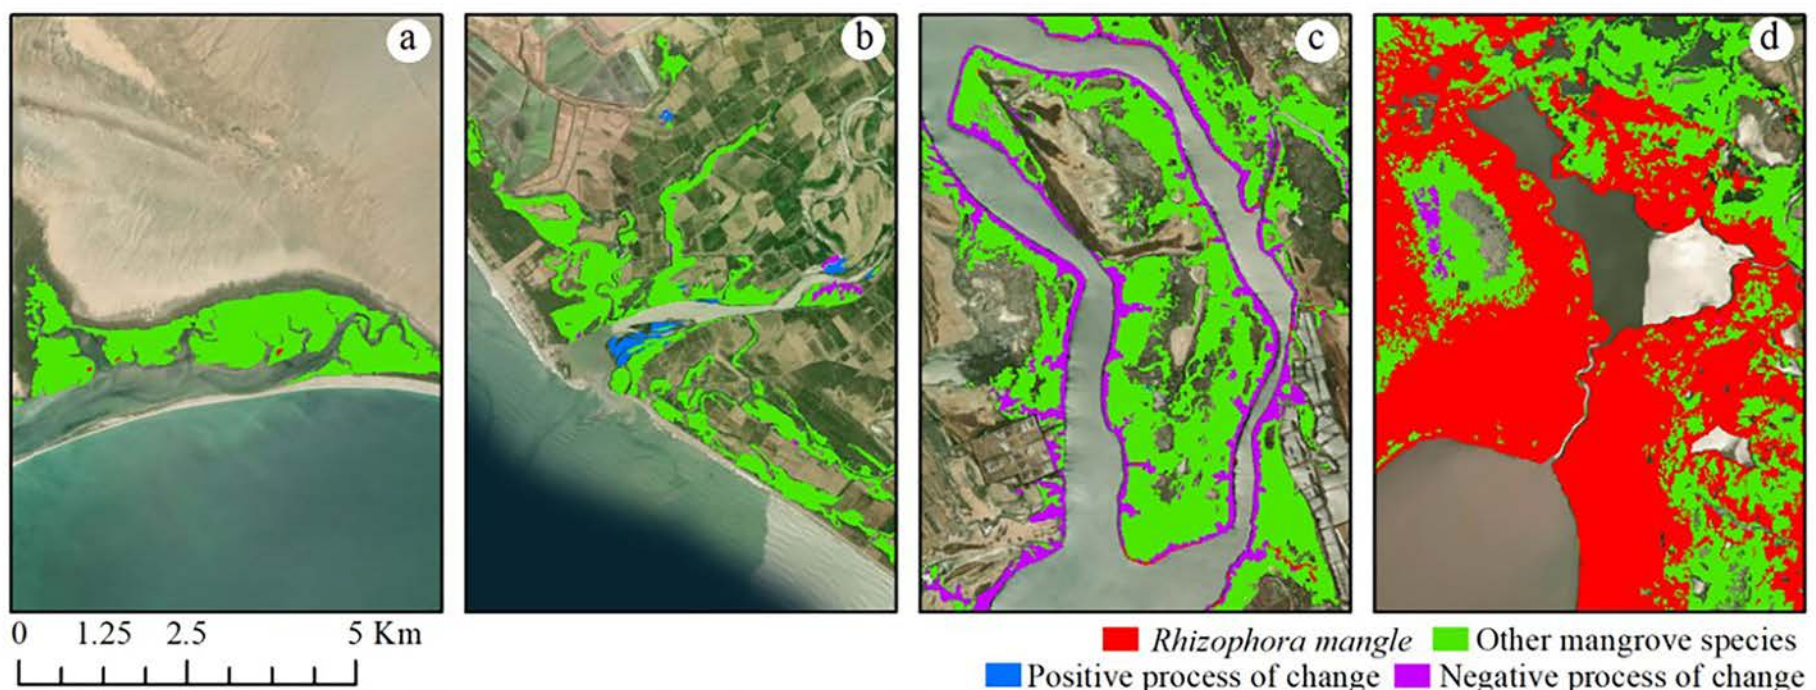 a b c d
0 1.25 2.5 5 Km
Rhizophora mangle Other mangrove species
Positive process of change Negative process of change